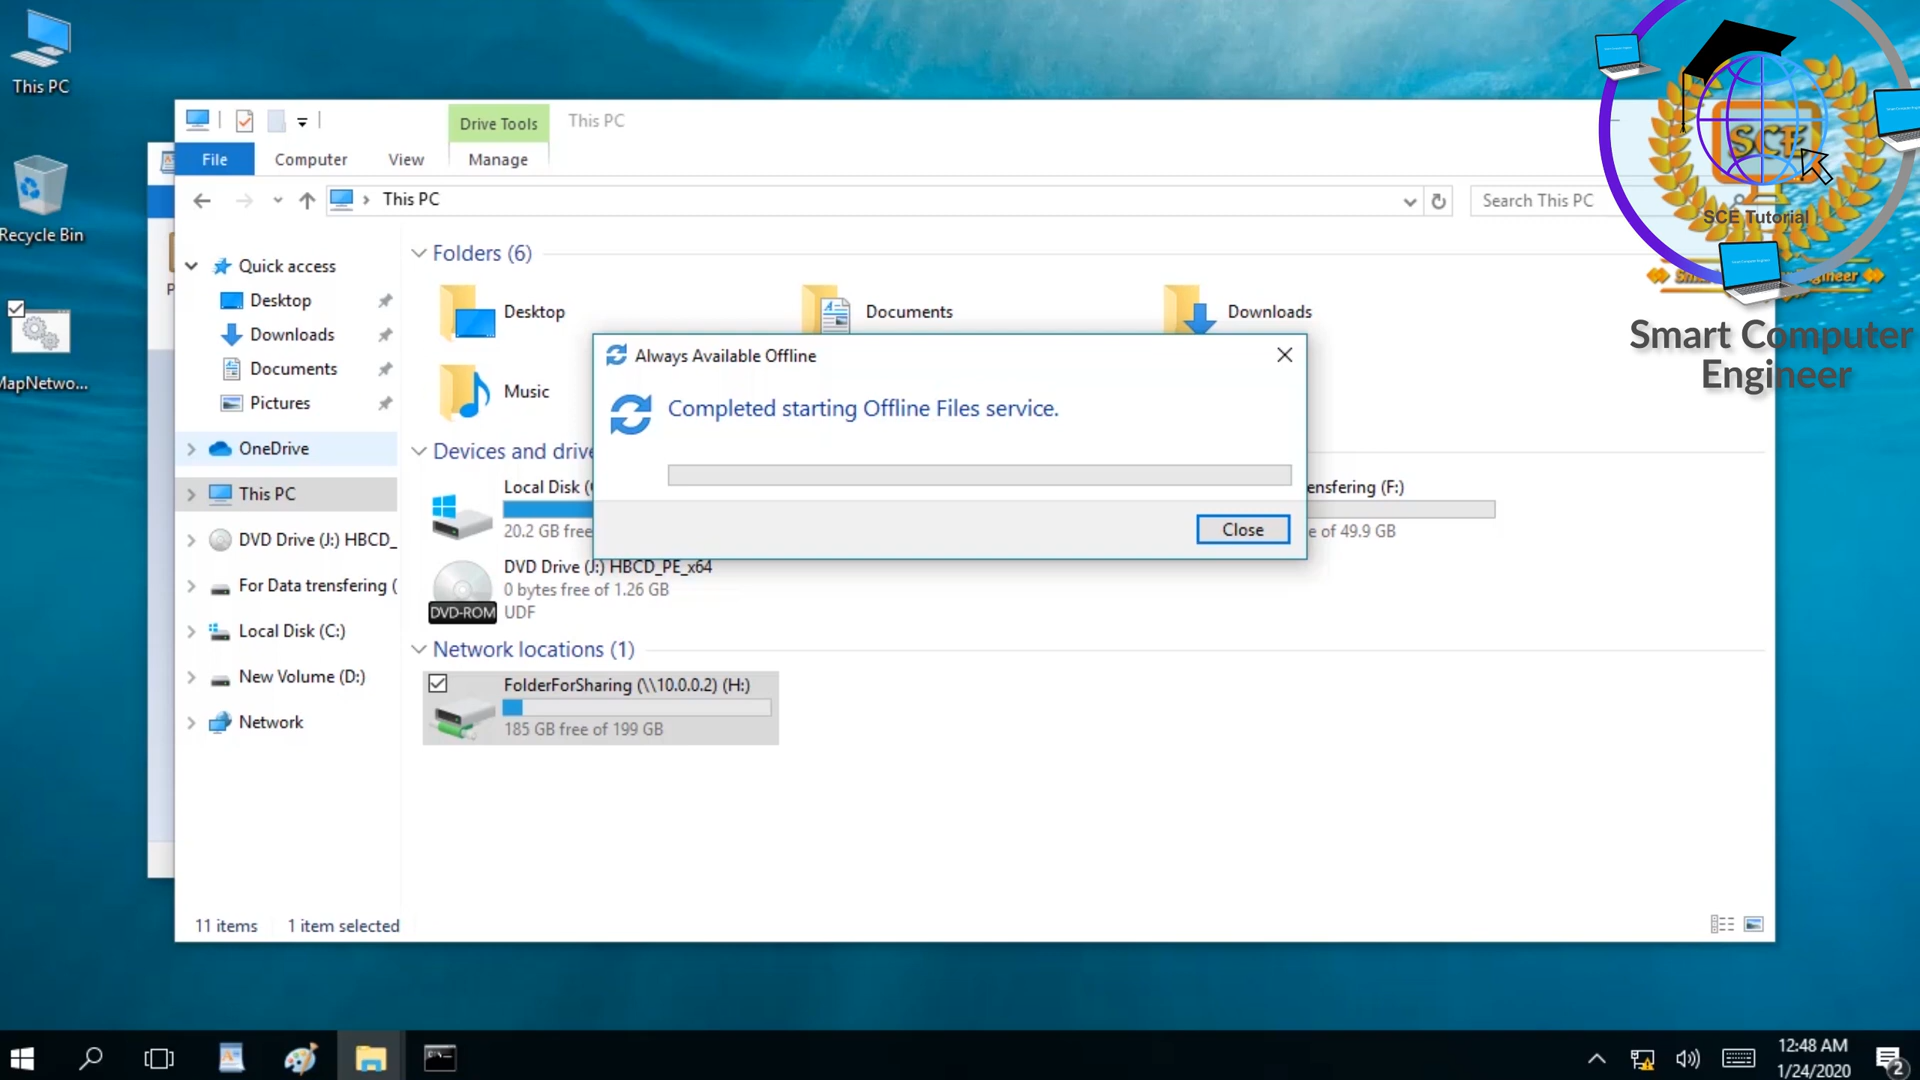 This PC
Recycle Bin
MapNetwo...
Drive Tools
This PC
File
Computer
View
Manage
This PC
Search This PC
Quick access
Desktop
Downloads
Documents
Pictures
OneDrive
This PC
DVD Drive (J:) HBCD_
For Data trensfering (
Local Disk (C:)
New Volume (D:)
Network
Folders (6)
Desktop
Documents
Downloads
Music
Devices and drive
Local Disk (
20.2 GB free
ensfering (F:)
e of 49.9 GB
DVD Drive (J:) HBCD_PE_x64
0 bytes free of 1.26 GB
UDF
DVD-ROM
Network locations (1)
FolderForSharing (\\10.0.0.2) (H:)
185 GB free of 199 GB
Always Available Offline
Completed starting Offline Files service.
Close
11 items
1 item selected
SCE
SCE Tutorial
Smart Computer
Engineer
12:48 AM
1/24/2020
2